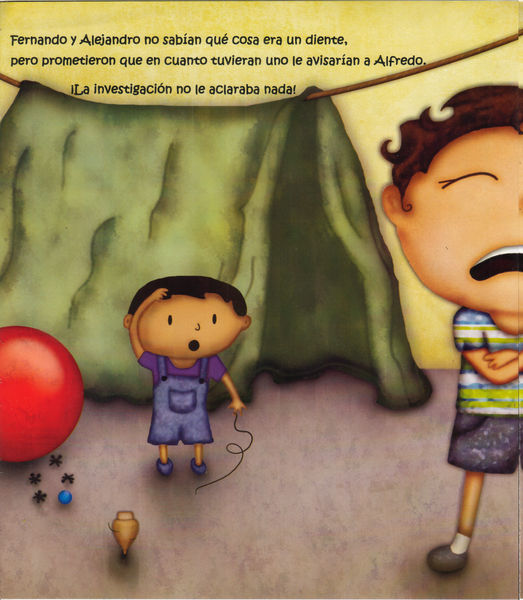 Fernando y Alejandro no sabían qué cosa era un diente,
pero prometieron que en cuanto tuvieran uno le avisarían a Alfredo.
¡La investigación no le aclaraba nada!